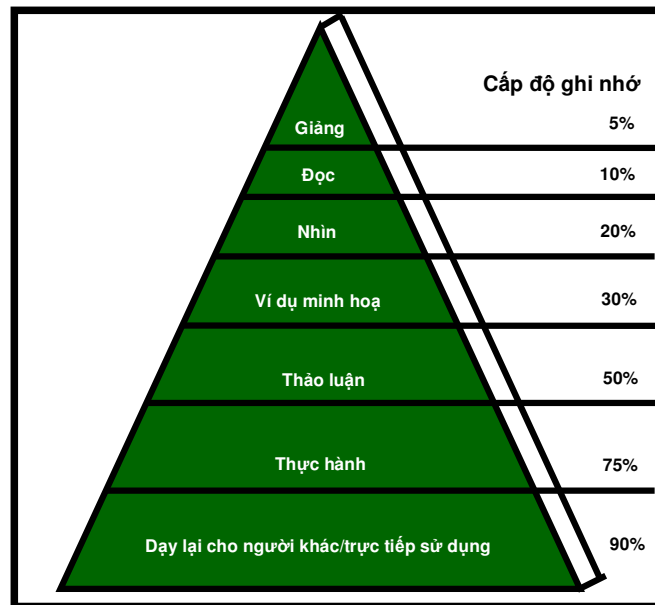 Cấp độ ghi nhớ
Giảng 5%
Đọc 10%
Nhìn 20%
Ví dụ minh hoạ 30%
Thảo luận 50%
Thực hành 75%
Dạy lại cho người khác/trực tiếp sử dụng 90%